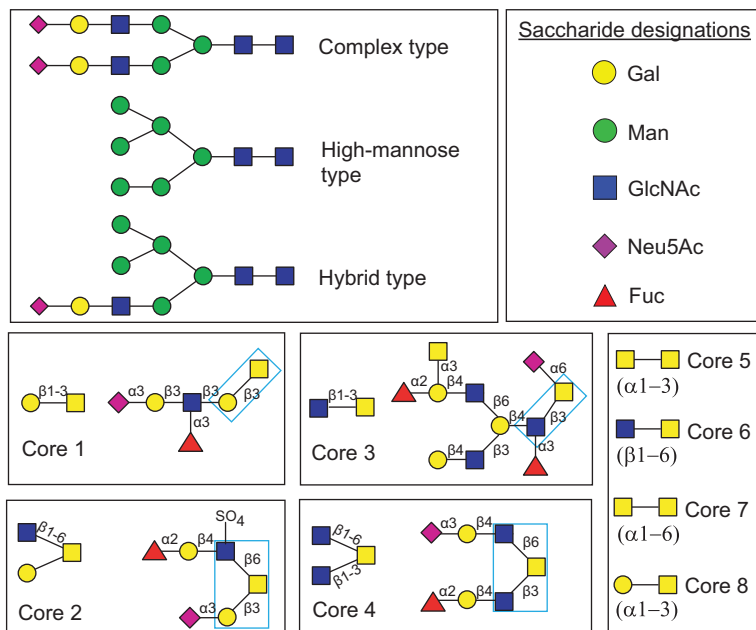 Complex type
High-mannose
type
Hybrid type
Saccharide designations
Gal
Man
GlcNAc
Neu5Ac
Fuc
β1-3
Core 1
α3 β3 β3 β3
α3
β1-3
Core 3
α6
α3
α2 β4
β6
β4 β3
α3
β4 β3
β1-6
Core 2
SO4
α2 β4
β6
α3 β3
β1-6
β1-3
Core 4
α3 β4
β6
α2 β4 β3
Core 5
(α1–3)
Core 6
(β1–6)
Core 7
(α1–6)
Core 8
(α1–3)